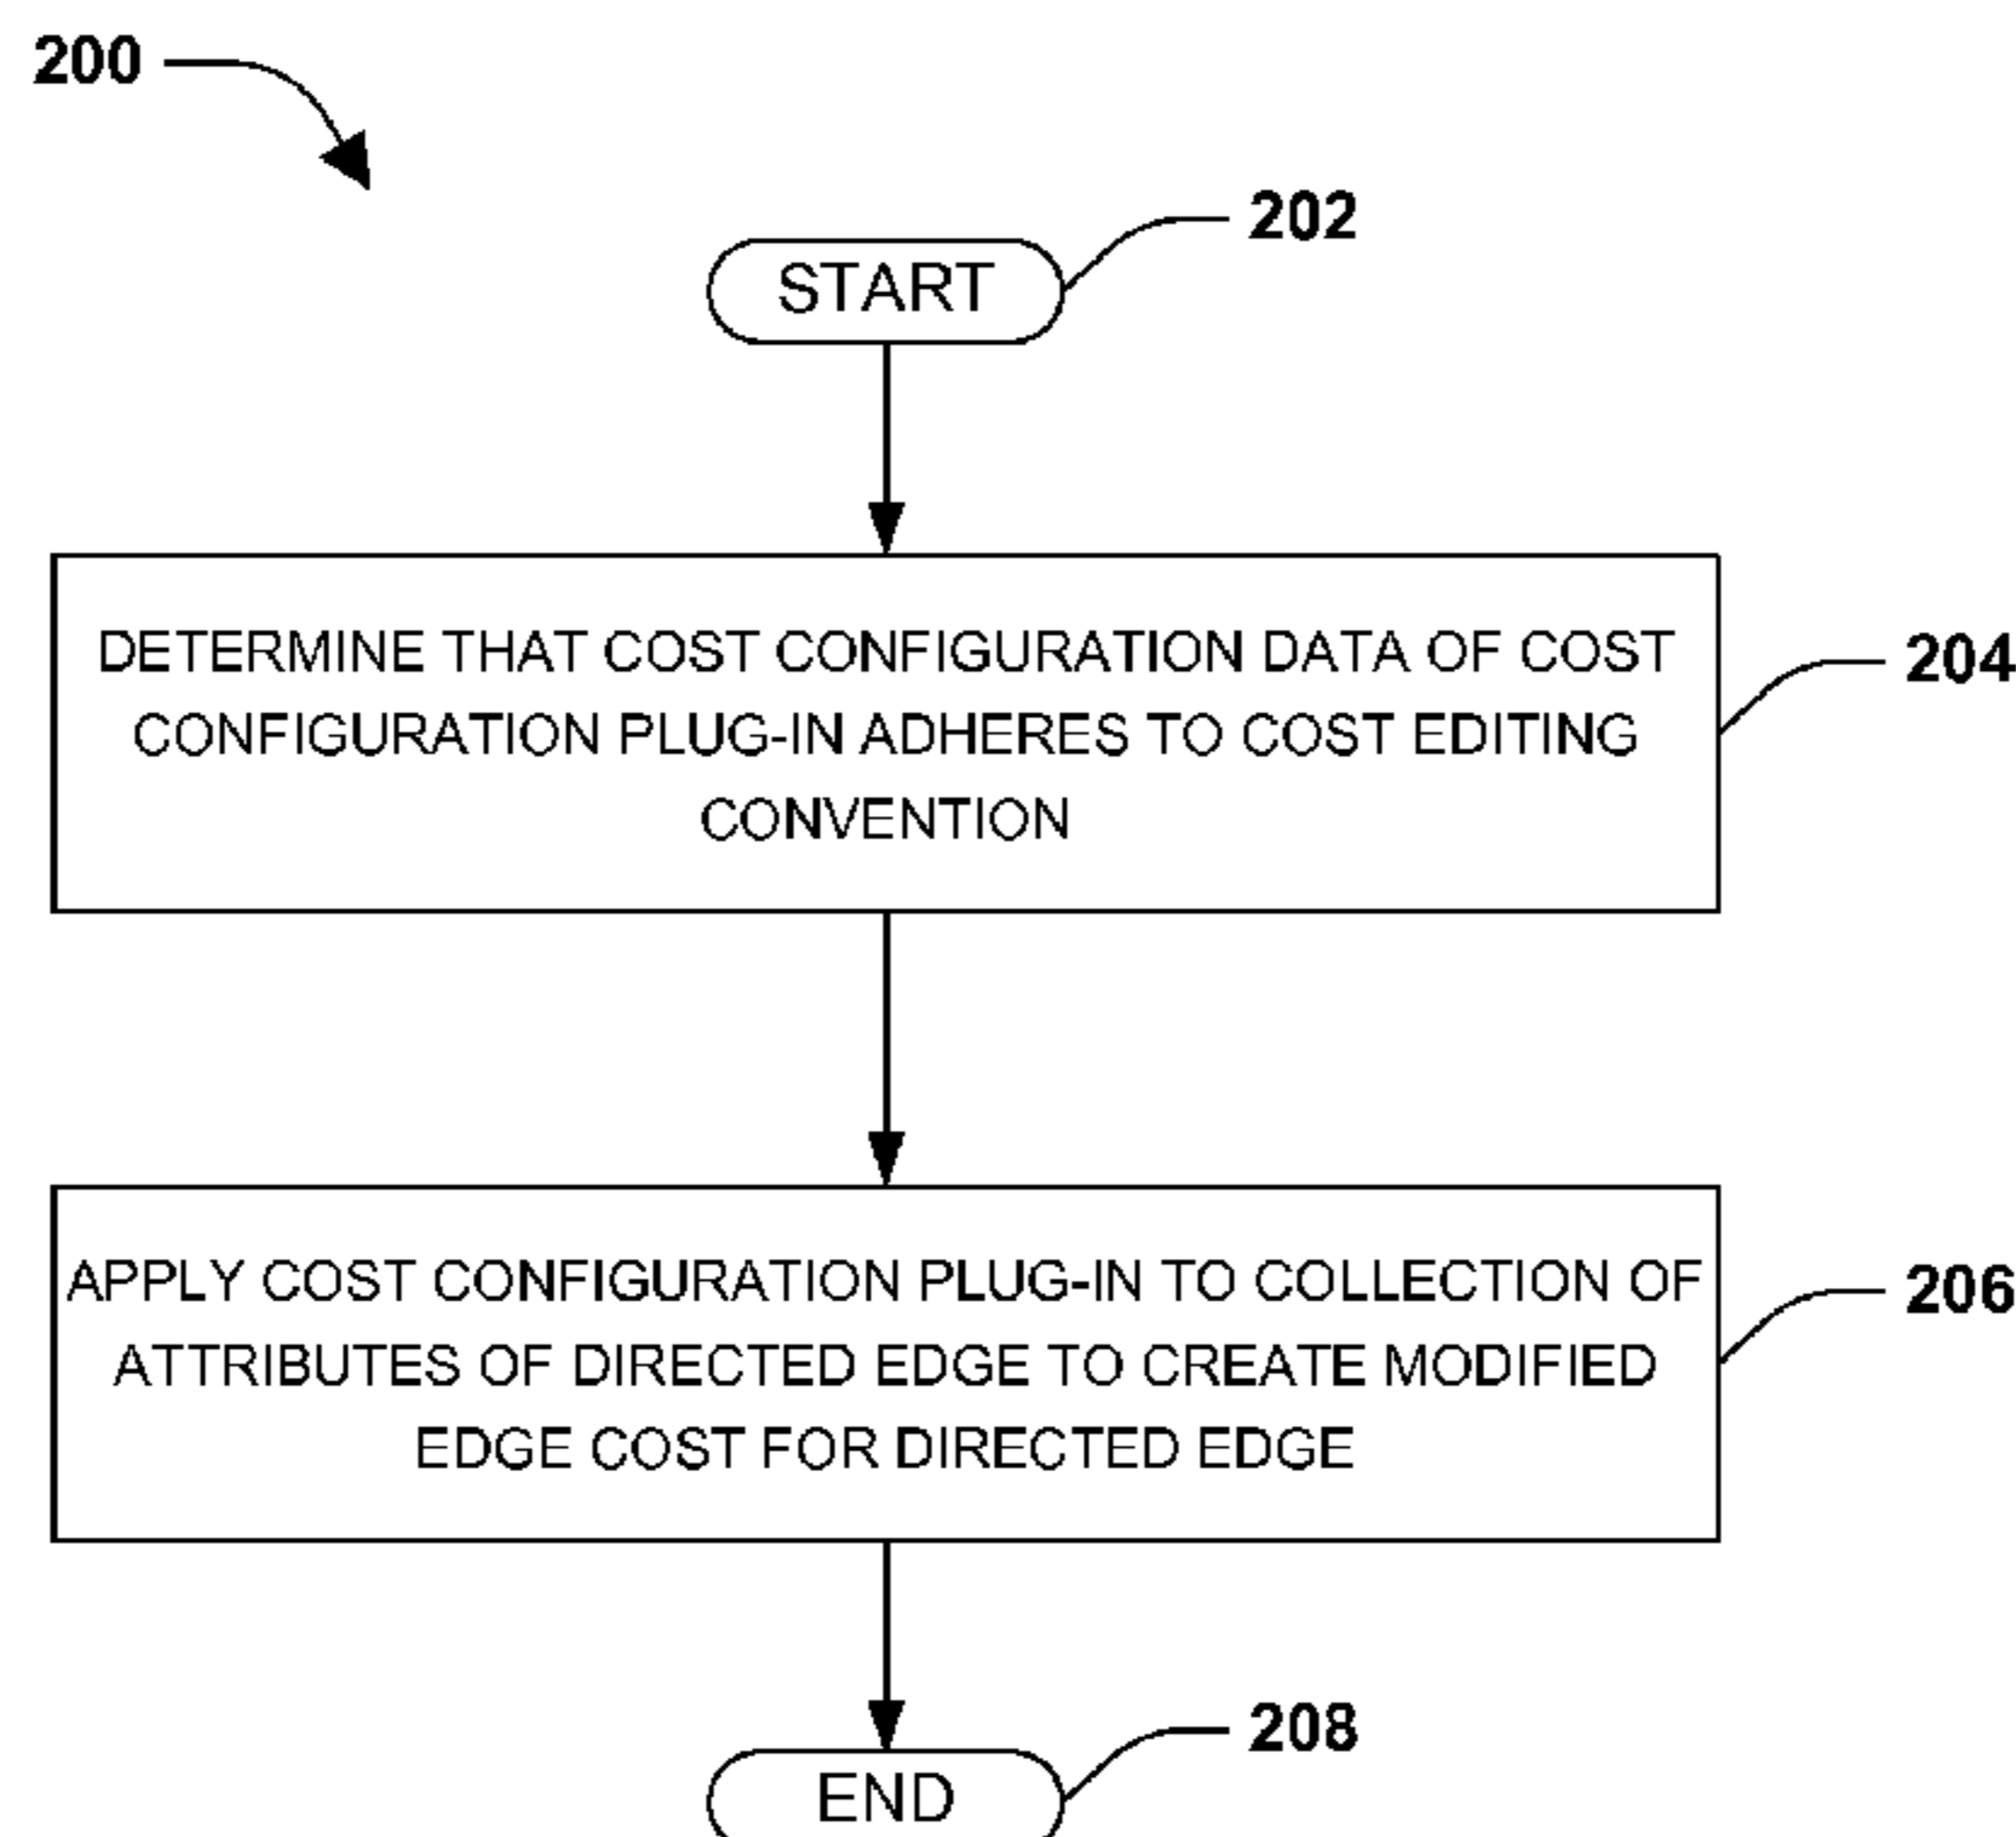 200
202
START
DETERMINE THAT COST CONFIGURATION DATA OF COST
CONFIGURATION PLUG-IN ADHERES TO COST EDITING
CONVENTION
204
APPLY COST CONFIGURATION PLUG-IN TO COLLECTION OF
ATTRIBUTES OF DIRECTED EDGE TO CREATE MODIFIED
EDGE COST FOR DIRECTED EDGE
206
208
END